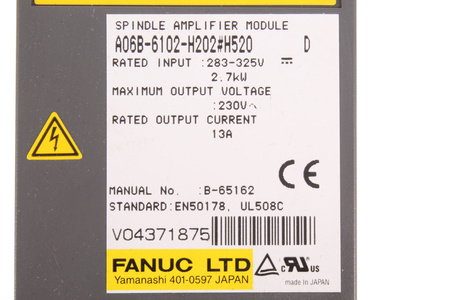 SPINDLE AMPLIFIER MODULE
A06B-6102-H202#H520 D
RATED INPUT :283-325V ⎓
2.7kW
MAXIMUM OUTPUT VOLTAGE
:230V∿
RATED OUTPUT CURRENT
13A
MANUAL No. :B-65162
STANDARD:EN50178, UL508C
CE
V04371875
FANUC LTD
Yamanashi 401-0597 JAPAN
c RU US
made in JAPAN